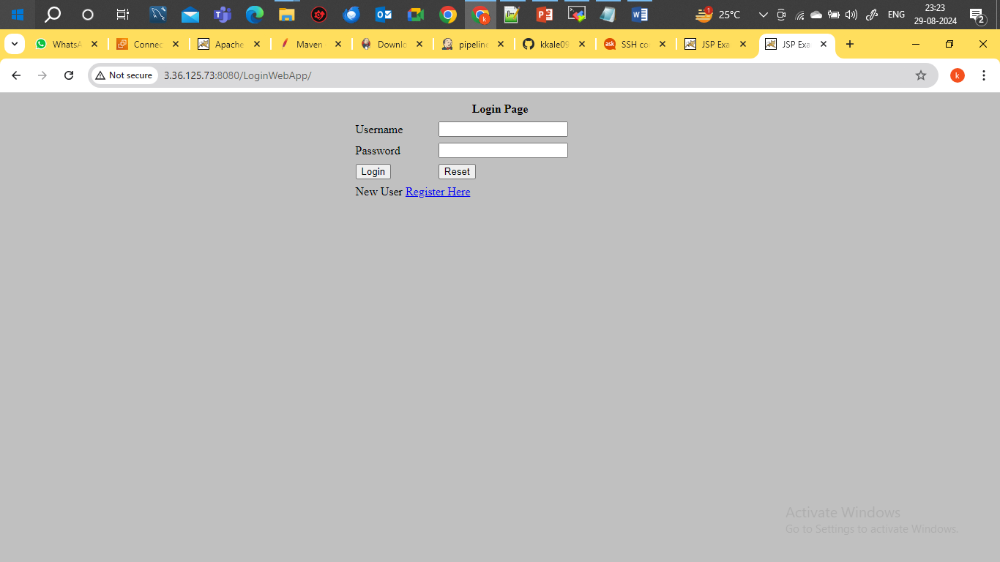 25°C
ENG
23:23
29-08-2024
2
WhatsA
Connec
Apache
Maven
Downlo
pipeline
kkale09
ask
SSH co
JSP Exa
JSP Exa
Not secure
3.36.125.73:8080/LoginWebApp/
k
Login Page
Username
Password
Login
Reset
New User Register Here
Activate Windows
Go to Settings to activate Windows.